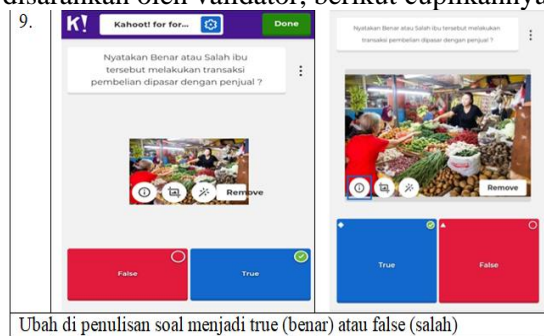 disarankan oleh validator, berikut cuplikannya
9.
K! Kahoot! for for... Done
Nyatakan Benar atau Salah ibu
tersebut melakukan transaksi
pembelian dipasar dengan penjual ?
Remove
False
True
Nyatakan Benar atau Salah ibu tersebut melakukan
transaksi pembelian dipasar dengan penjual ?
Remove
True
False
Ubah di penulisan soal menjadi true (benar) atau false (salah)